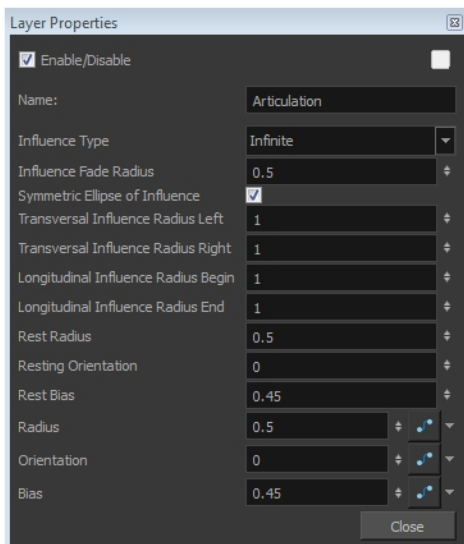 Layer Properties
Enable/Disable
Name: Articulation
Influence Type Infinite
Influence Fade Radius 0.5
Symmetric Ellipse of Influence
Transversal Influence Radius Left 1
Transversal Influence Radius Right 1
Longitudinal Influence Radius Begin 1
Longitudinal Influence Radius End 1
Rest Radius 0.5
Resting Orientation 0
Rest Bias 0.45
Radius 0.5
Orientation 0
Bias 0.45
Close